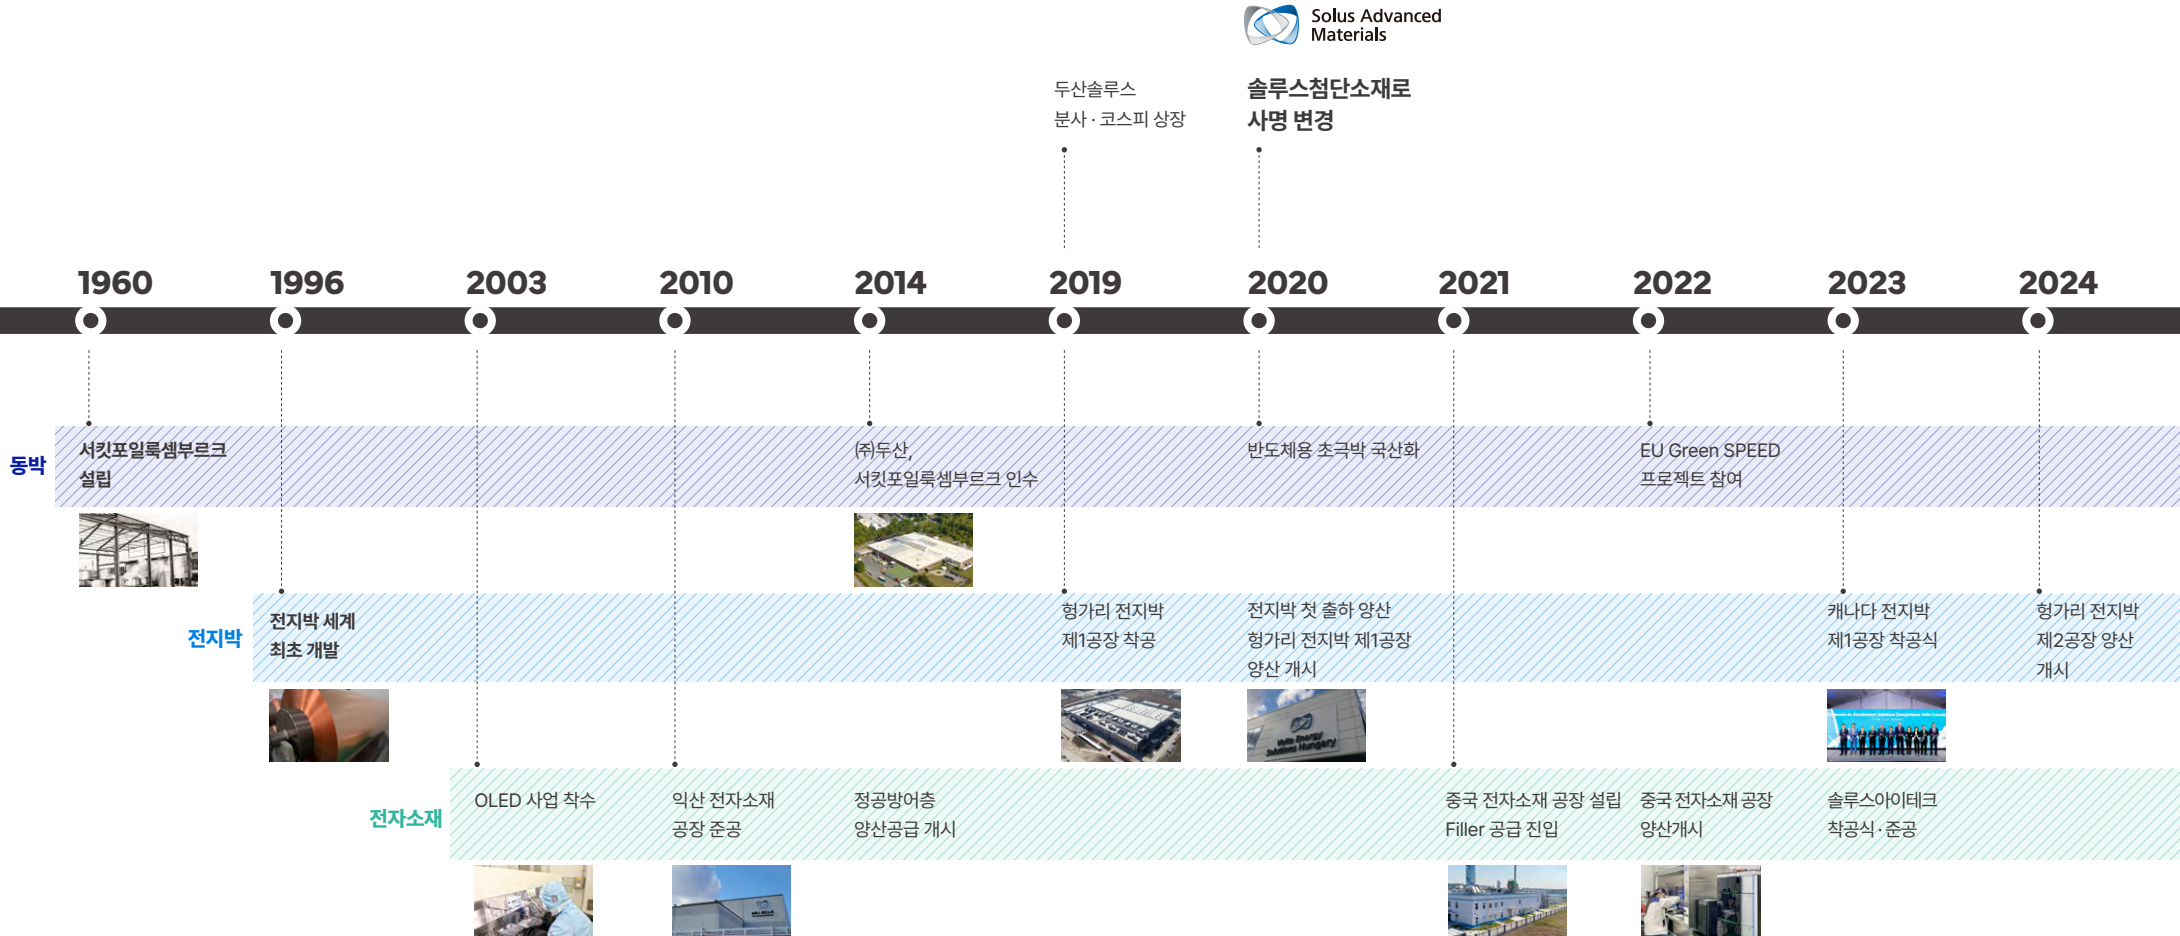 Solus Advanced
Materials
두산솔루스
분사 · 코스피 상장
솔루스첨단소재로
사명 변경
1960
1996
2003
2010
2014
2019
2020
2021
2022
2023
2024
동박
서킷포일룩셈부르크
설립
㈜두산,
서킷포일룩셈부르크 인수
반도체용 초극박 국산화
EU Green SPEED
프로젝트 참여
전지박
전지박 세계
최초 개발
헝가리 전지박
제1공장 착공
전지박 첫 출하 양산
헝가리 전지박 제1공장
양산 개시
캐나다 전지박
제1공장 착공식
헝가리 전지박
제2공장 양산
개시
Volta Energy
Solutions Hungary
전자소재
OLED 사업 착수
익산 전자소재
공장 준공
정공방어층
양산공급 개시
중국 전자소재 공장 설립
Filler 공급 진입
중국 전자소재 공장
양산개시
솔루스아이테크
착공식 · 준공